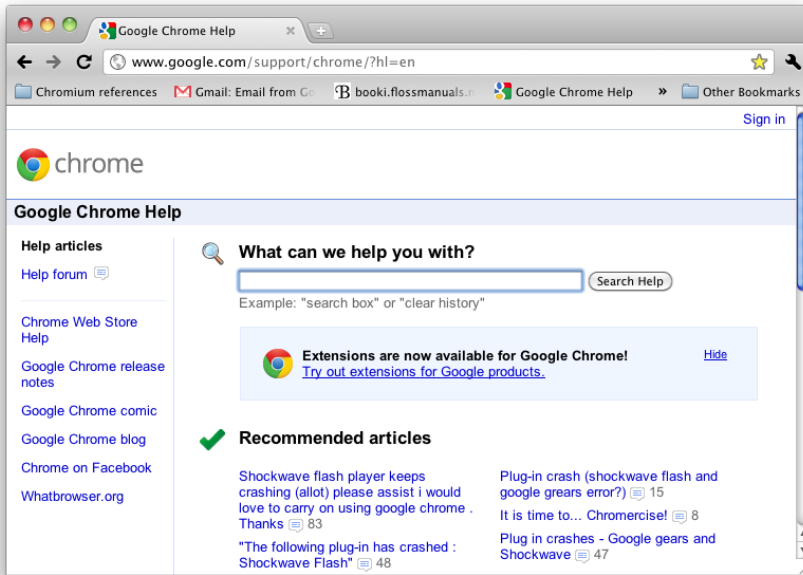 Google Chrome Help
www.google.com/support/chrome/?hl=en
Chromium references
Gmail: Email from Go
booki.flossmanuals.n
Google Chrome Help
»
Other Bookmarks
Sign in
chrome
Google Chrome Help
Help articles
Help forum
Chrome Web Store
Help
Google Chrome release
notes
Google Chrome comic
Google Chrome blog
Chrome on Facebook
Whatbrowser.org
What can we help you with?
Search Help
Example: "search box" or "clear history"
Extensions are now available for Google Chrome!
Hide
Try out extensions for Google products.
Recommended articles
Shockwave flash player keeps
crashing (allot) please assist i would
love to carry on using google chrome .
Thanks 83
"The following plug-in has crashed :
Shockwave Flash" 48
Plug-in crash (shockwave flash and
google grears error?) 15
It is time to... Chromercise! 8
Plug in crashes - Google gears and
Shockwave 47